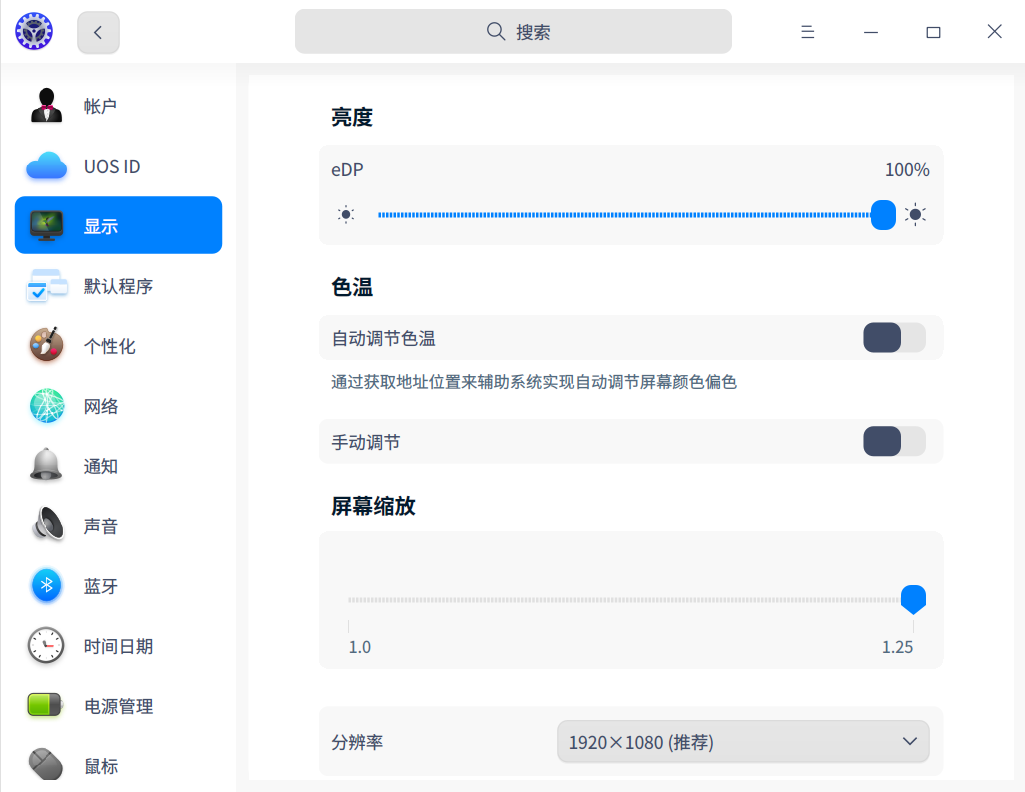 搜索
帐户
UOS ID
显示
默认程序
个性化
网络
通知
声音
蓝牙
时间日期
电源管理
鼠标
亮度
eDP 100%
色温
自动调节色温
通过获取地址位置来辅助系统实现自动调节屏幕颜色偏色
手动调节
屏幕缩放
1.0 1.25
分辨率 1920×1080 (推荐)